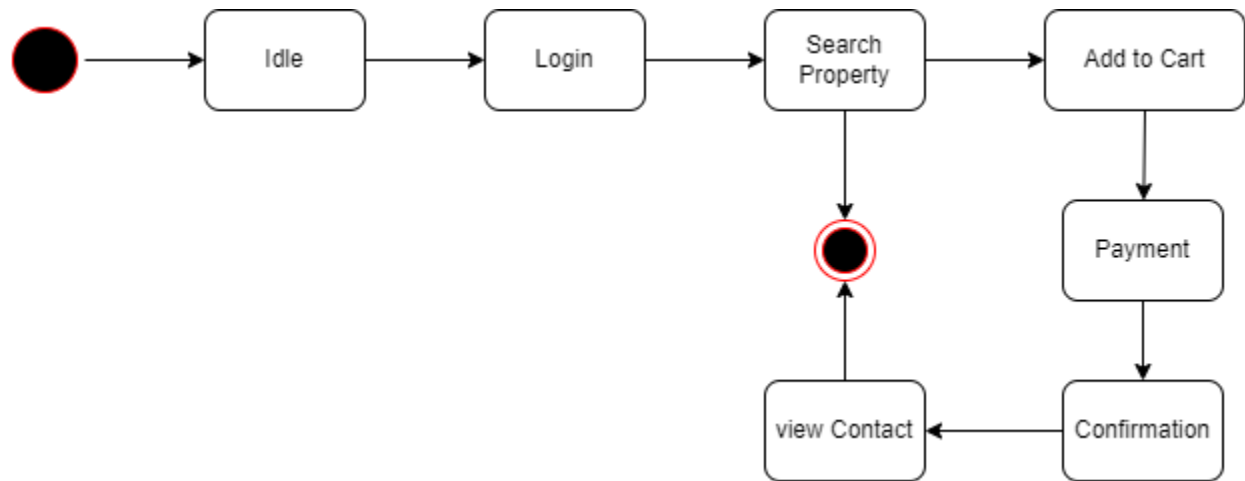 Idle
Login
Search
Property
Add to Cart
Payment
view Contact
Confirmation